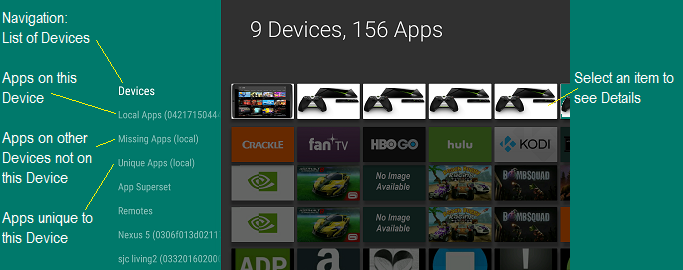 Navigation:
List of Devices
Apps on this
Device
Apps on other
Devices not on
this Device
Apps unique to
this Device
Devices
Local Apps (0421715044
Missing Apps (local)
Unique Apps (local)
App Superset
Remotes
Nexus 5 (0306f013d0211
sjc living2 (03320160200
9 Devices, 156 Apps
Select an item to
see Details
CRACKLE
fan TV
HBO GO
hulu
KODI
No Image
Available
BOMBSQUAD
No Image
Available
BOMBSQUAD
ADP
a